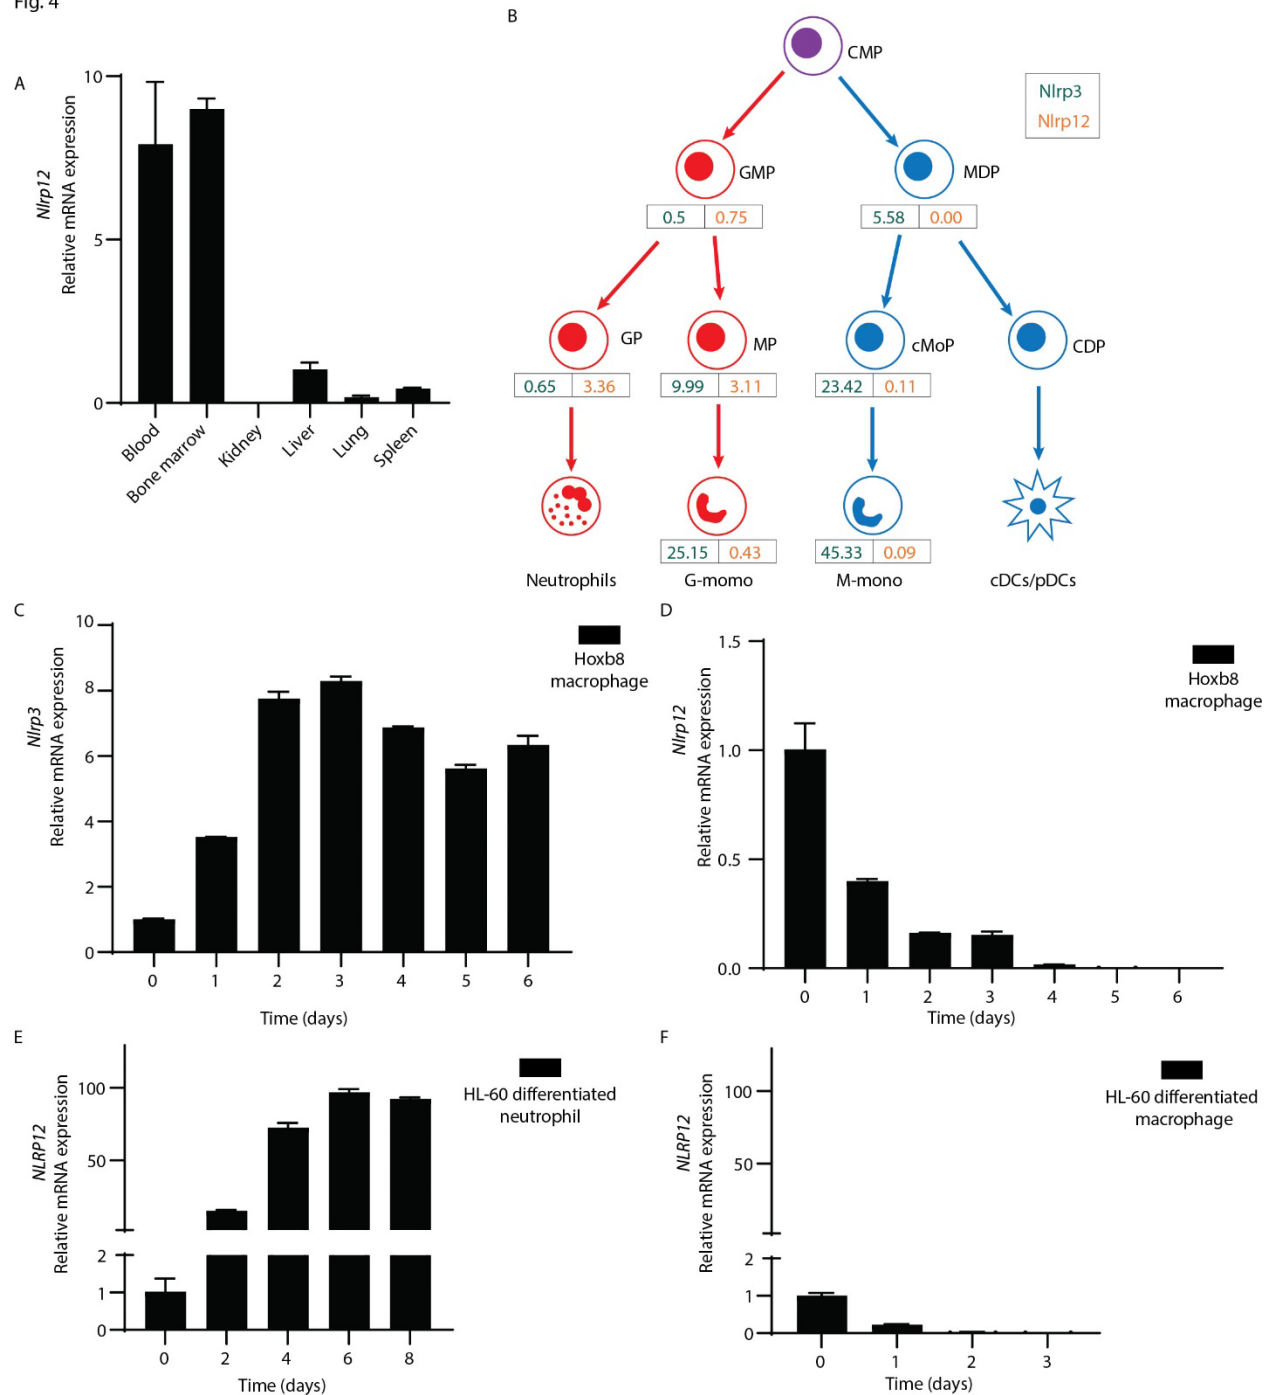 Fig. 4
A
Nlrp12
Relative mRNA expression
10
5
0
Blood
Bone marrow
Kidney
Liver
Lung
Spleen
B
CMP
Nlrp3
Nlrp12
GMP
MDP
0.5 0.75
5.58 0.00
GP
MP
cMoP
CDP
0.65 3.36
9.99 3.11
23.42 0.11
25.15 0.43
45.33 0.09
Neutrophils
G-momo
M-mono
cDCs/pDCs
C
Nlrp3
Relative mRNA expression
10
8
6
4
2
0
0 1 2 3 4 5 6
Time (days)
Hoxb8
macrophage
D
Nlrp12
Relative mRNA expression
1.5
1.0
0.5
0.0
0 1 2 3 4 5 6
Time (days)
Hoxb8
macrophage
E
NLRP12
Relative mRNA expression
100
50
2
1
0
0 2 4 6 8
Time (days)
HL-60 differentiated
neutrophil
F
NLRP12
Relative mRNA expression
100
50
2
1
0
0 1 2 3
Time (days)
HL-60 differentiated
macrophage